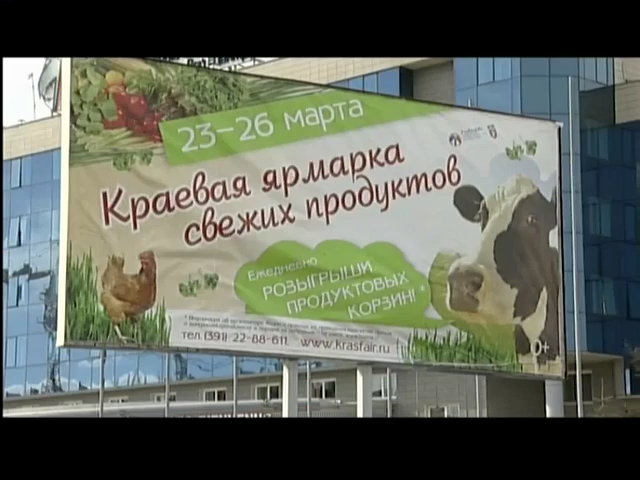 23-26 марта
Краевая ярмарка
свежих продуктов
Ежедневно
РОЗЫГРЫШИ
ПРОДУКТОВЫХ
КОРЗИН! *
тел. (391) 22-88-611, www.krasfair.ru
0+